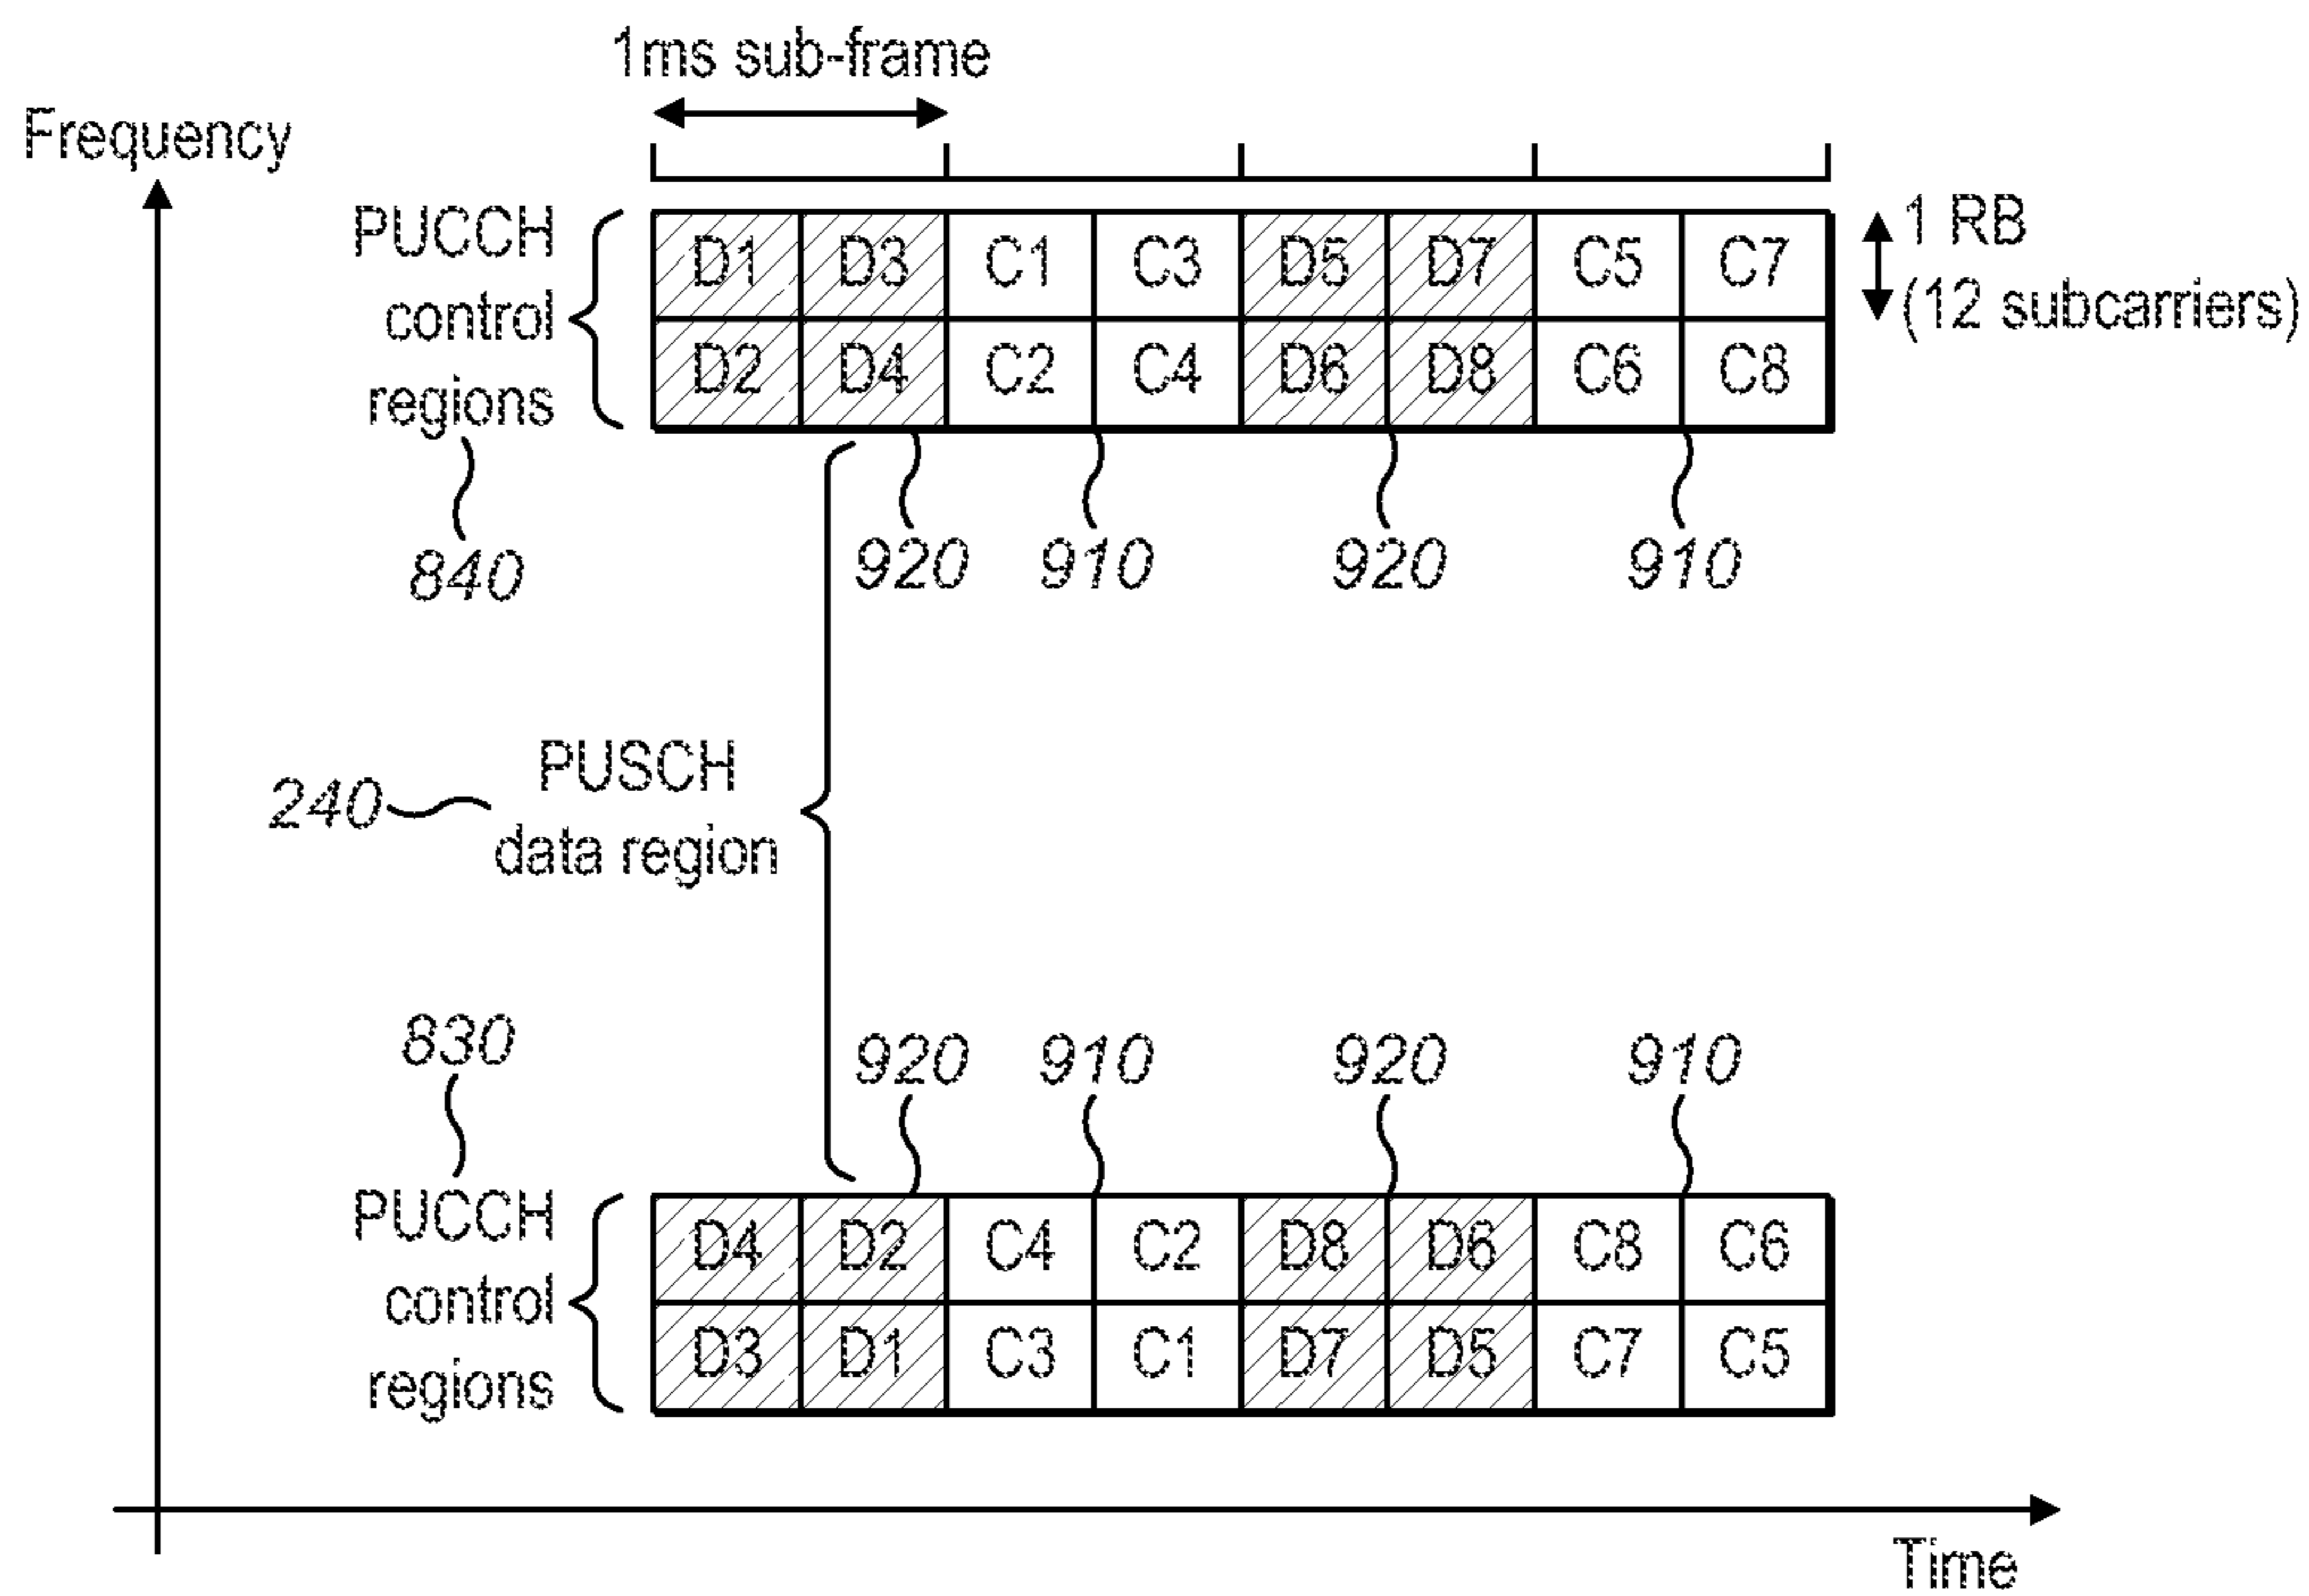 1ms sub-frame
Frequency
PUCCH
control
regions
D1 D3 C1 C3 D5 D7 C5 C7
D2 D4 C2 C4 D6 D8 C6 C8
1 RB
(12 subcarriers)
840
920 910 920 910
240
PUSCH
data region
830
920 910 920 910
PUCCH
control
regions
D4 D2 C4 C2 D8 D6 C8 C6
D3 D1 C3 C1 D7 D5 C7 C5
Time